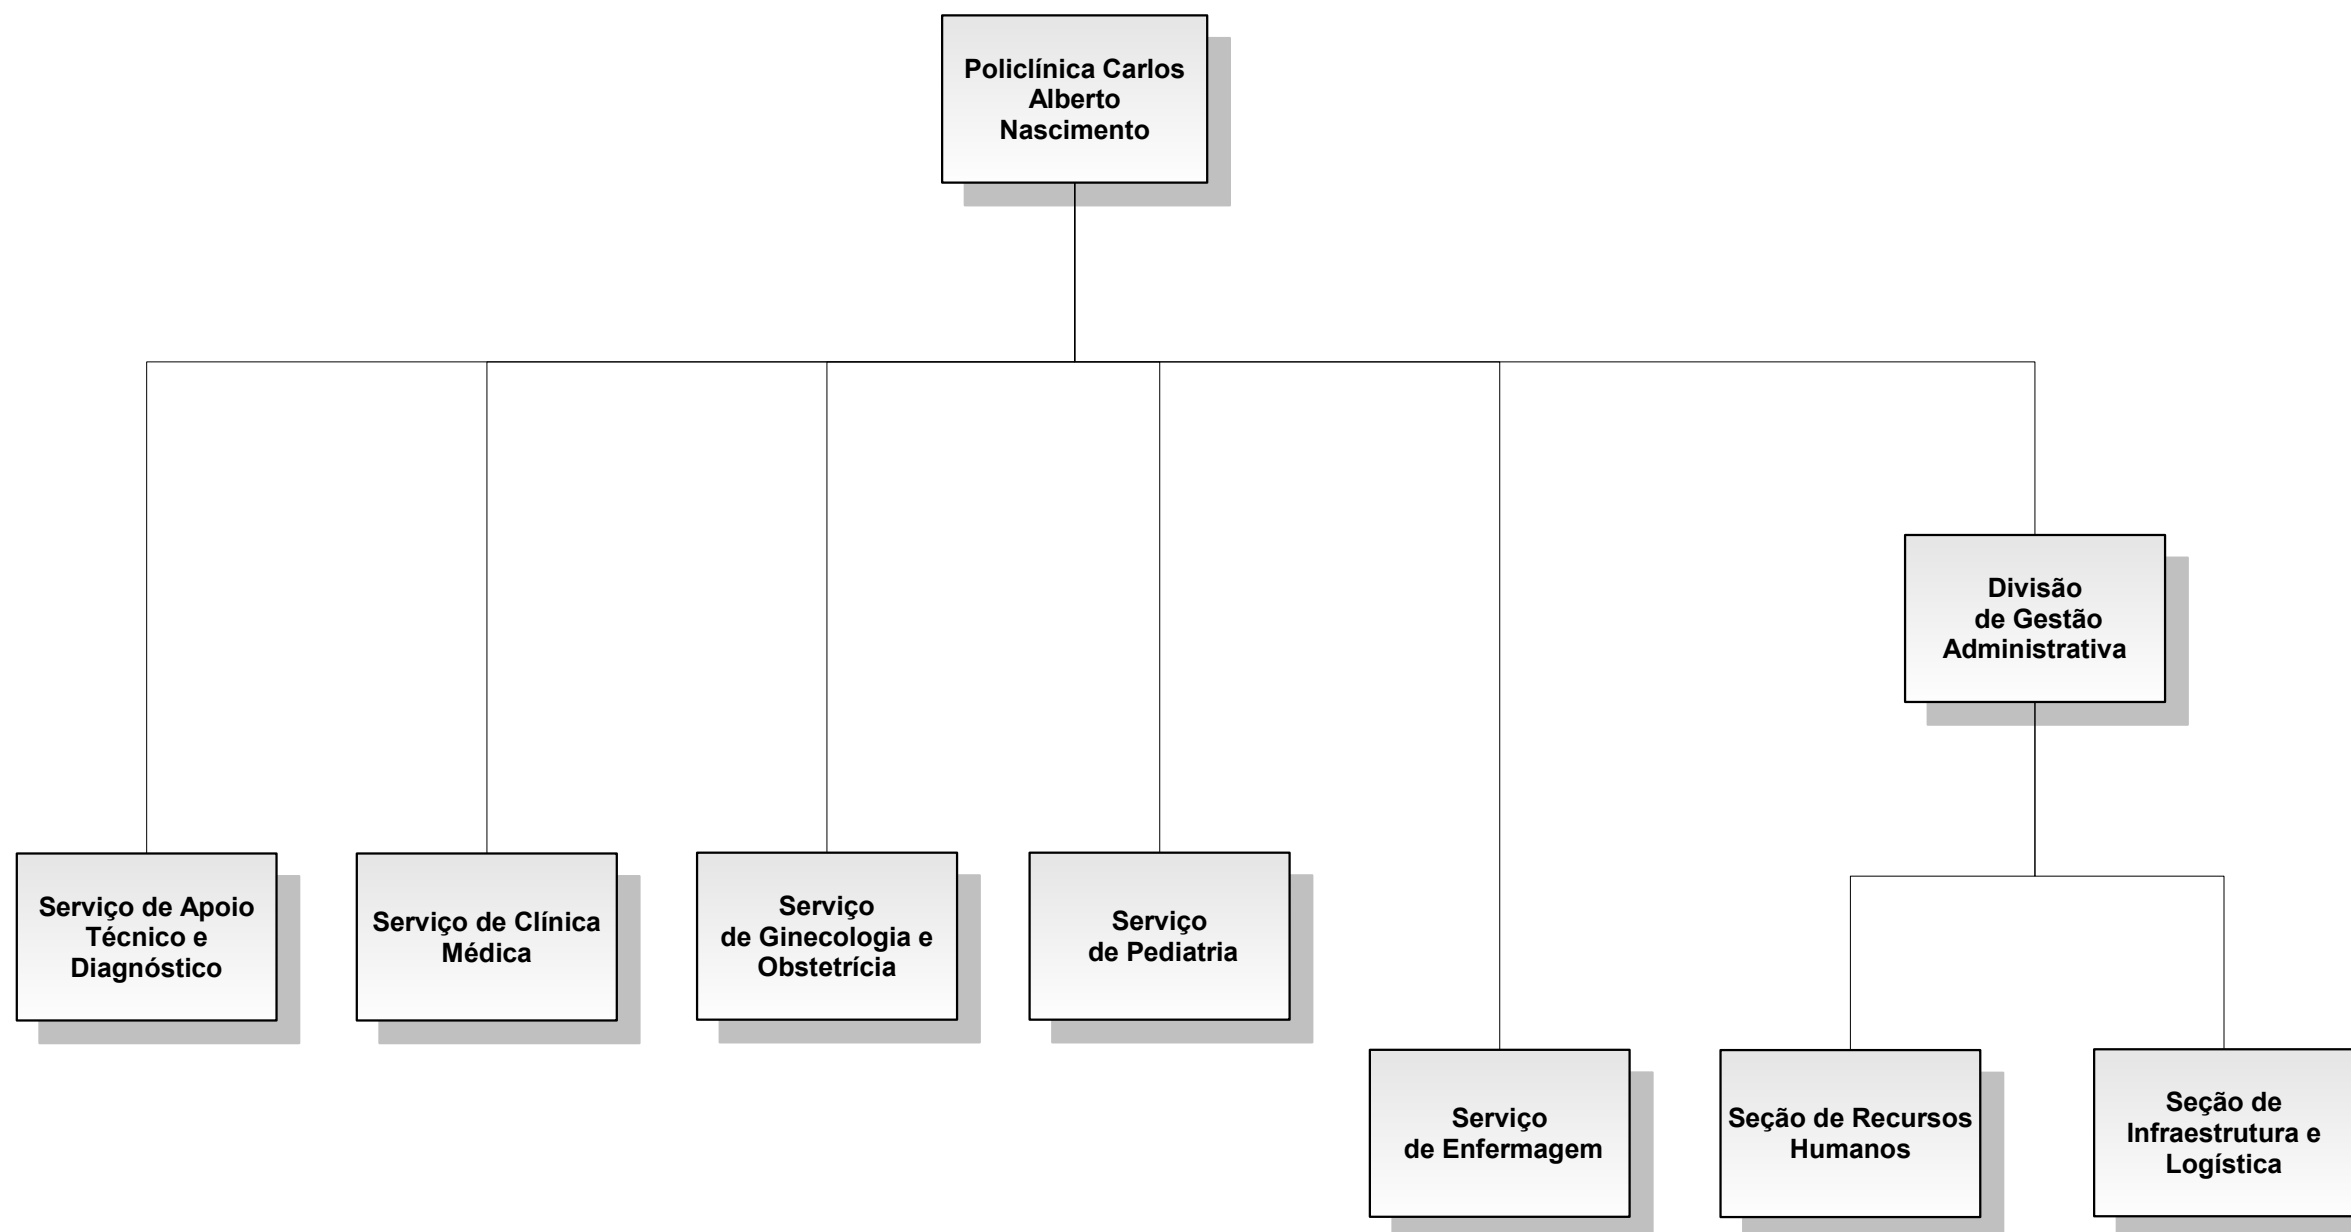 Policlínica Carlos
Alberto
Nascimento
Divisão
de Gestão
Administrativa
Serviço de Apoio
Técnico e
Diagnóstico
Serviço de Clínica
Médica
Serviço
de Ginecologia e
Obstetrícia
Serviço
de Pediatria
Serviço
de Enfermagem
Seção de Recursos
Humanos
Seção de
Infraestrutura e
Logística